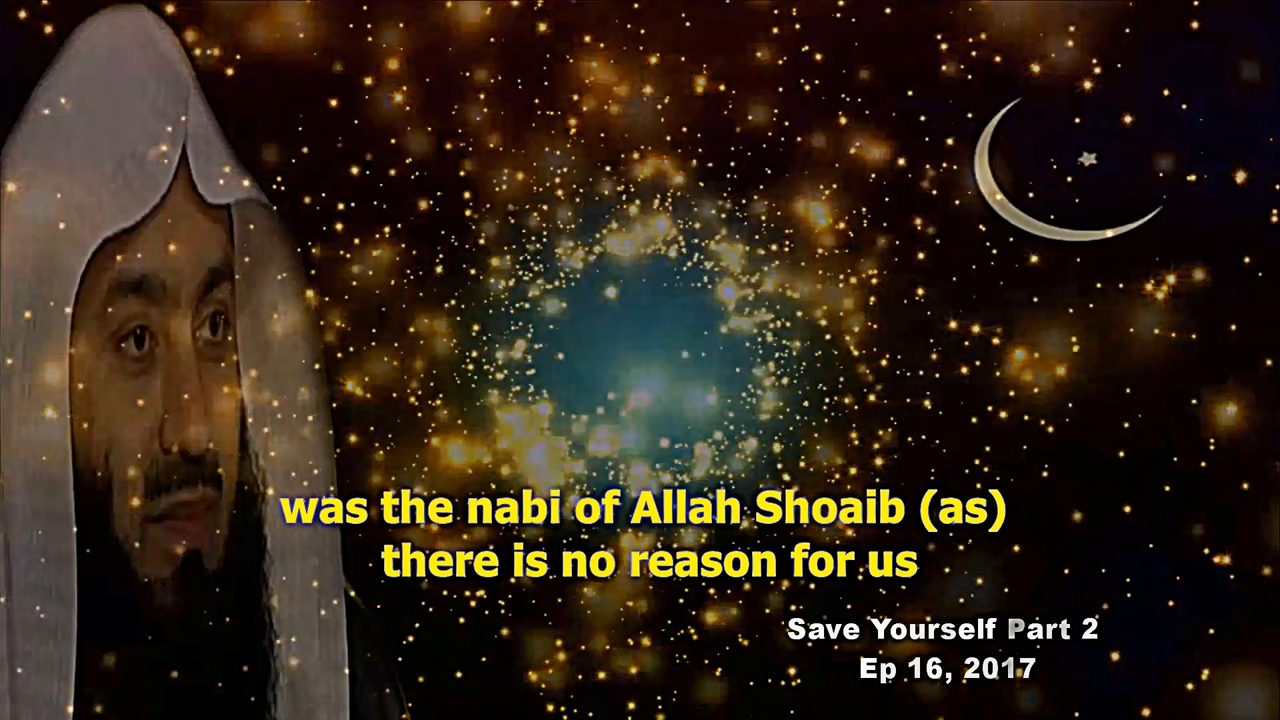 was the nabi of Allah Shoaib (as)
there is no reason for us
Save Yourself Part 2
Ep 16, 2017